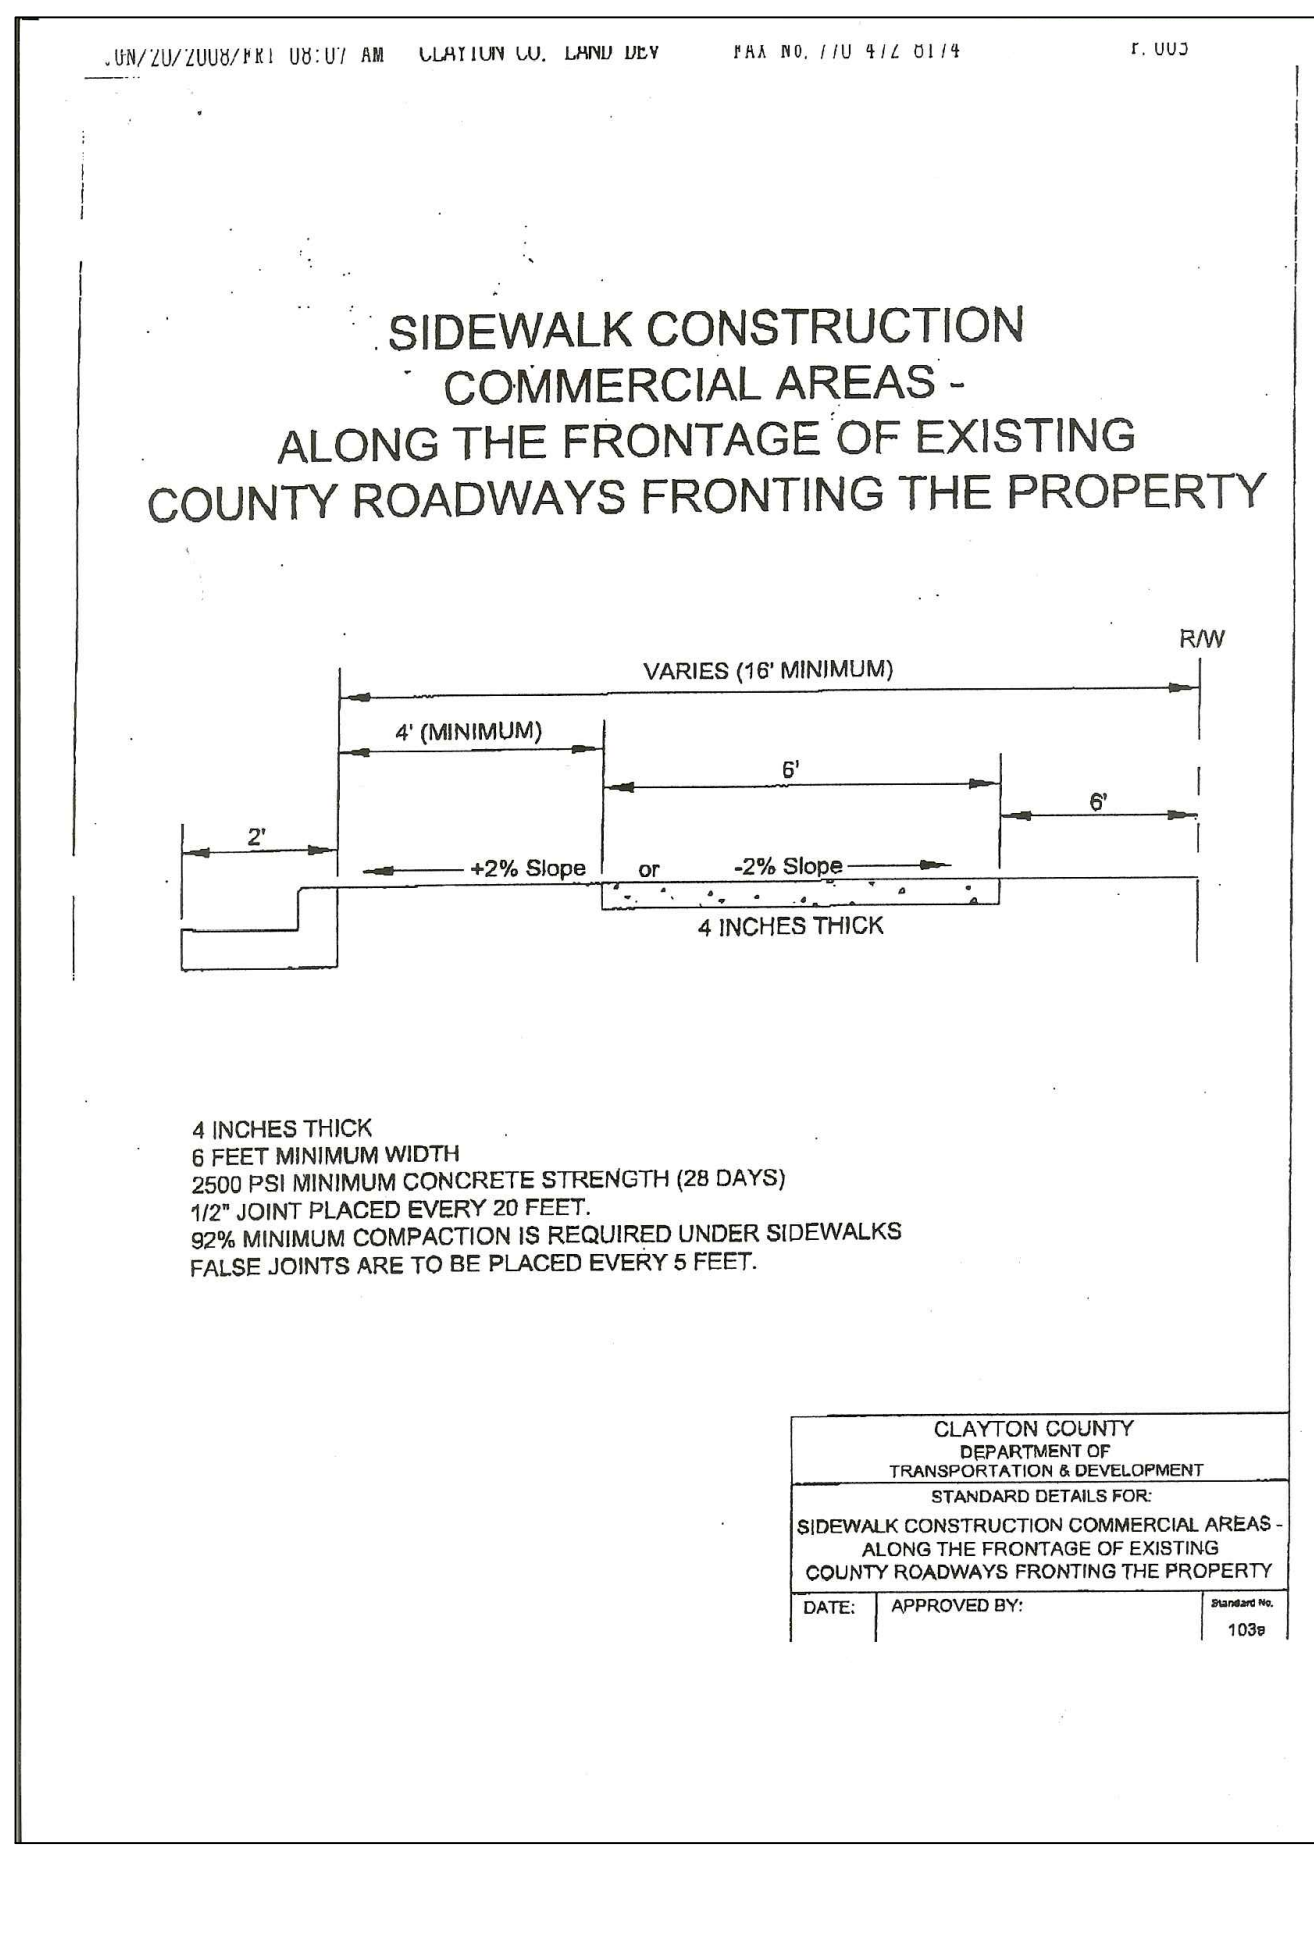 JUN/20/2008/FRI 08:07 AM CLAYTON CO. LAND DEV FAX NO. 770 472 8174 P. 003
SIDEWALK CONSTRUCTION
COMMERCIAL AREAS -
ALONG THE FRONTAGE OF EXISTING
COUNTY ROADWAYS FRONTING THE PROPERTY
R/W
VARIES (16' MINIMUM)
4' (MINIMUM)
6'
6'
2'
+2% Slope or -2% Slope
4 INCHES THICK
4 INCHES THICK
6 FEET MINIMUM WIDTH
2500 PSI MINIMUM CONCRETE STRENGTH (28 DAYS)
1/2" JOINT PLACED EVERY 20 FEET.
92% MINIMUM COMPACTION IS REQUIRED UNDER SIDEWALKS
FALSE JOINTS ARE TO BE PLACED EVERY 5 FEET.
CLAYTON COUNTY
DEPARTMENT OF
TRANSPORTATION & DEVELOPMENT
STANDARD DETAILS FOR:
SIDEWALK CONSTRUCTION COMMERCIAL AREAS -
ALONG THE FRONTAGE OF EXISTING
COUNTY ROADWAYS FRONTING THE PROPERTY
DATE: APPROVED BY: Standard No.
103e